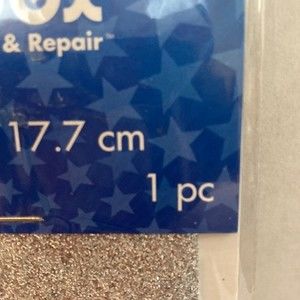 & Repair™
17.7 cm
1 pc